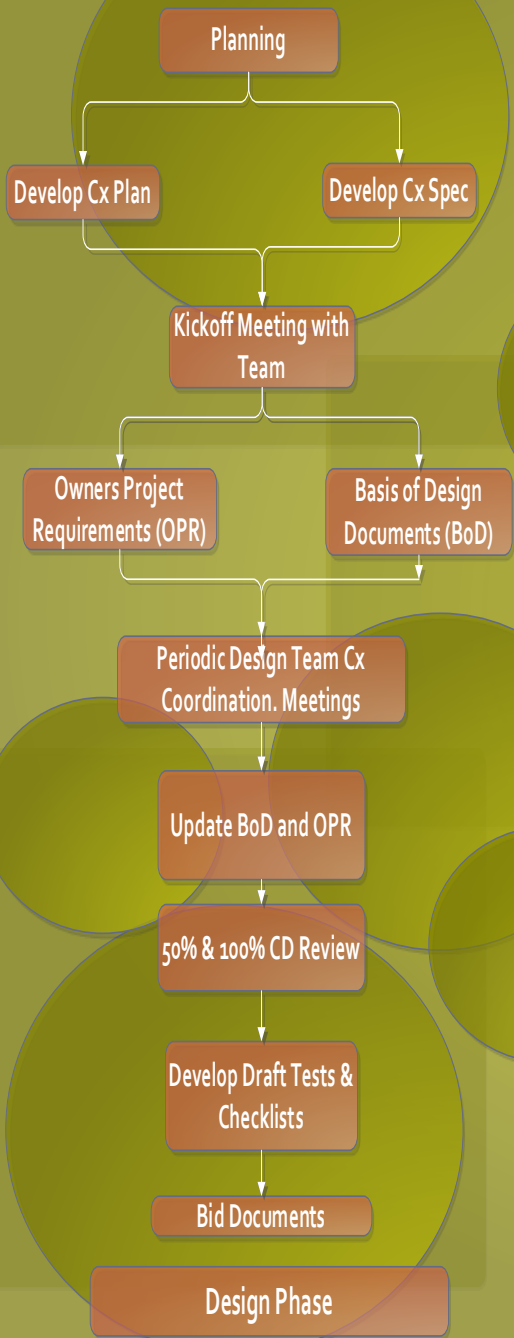 Planning
Develop Cx Plan
Develop Cx Spec
Kickoff Meeting with
Team
Owners Project
Requirements (OPR)
Basis of Design
Documents (BoD)
Periodic Design Team Cx
Coordination. Meetings
Update BoD and OPR
50% & 100% CD Review
Develop Draft Tests &
Checklists
Bid Documents
Design Phase